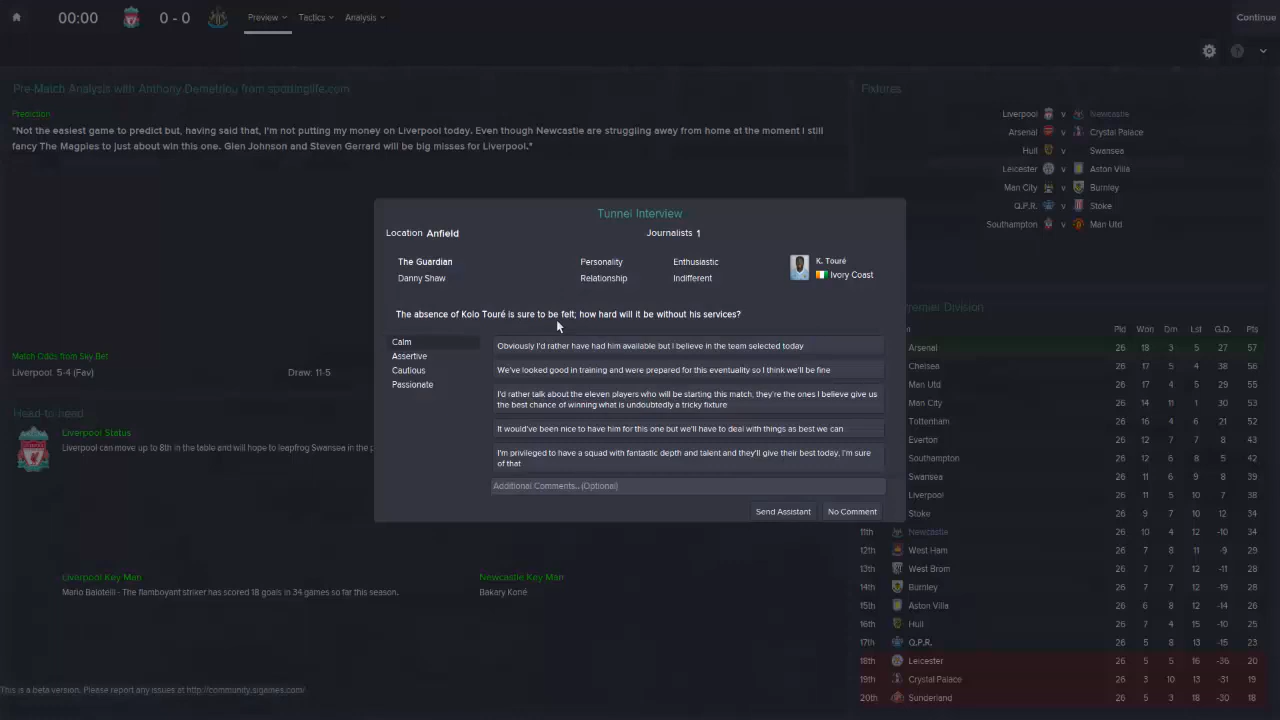 00:00 0 - 0 Preview Tactics Analysis Continue
Pre-Match Analysis with Anthony Demetriou from sportinglife.com
Prediction
"Not the easiest game to predict but, having said that, I'm not putting my money on Liverpool today. Even though Newcastle are struggling away from home at the moment I still
fancy The Magpies to just about win this one. Glen Johnson and Steven Gerrard will be big misses for Liverpool."
Match Odds from Sky Bet
Liverpool 5-4 (Fav) Draw: 11-5
Head to head
Liverpool Status
Liverpool can move up to 8th in the table and will hope to leapfrog Swansea in the
Liverpool Key Man
Mario Balotelli - The flamboyant striker has scored 18 goals in 34 games so far this season.
Newcastle Key Man
Bakary Koné
This is a beta version. Please report any issues at http://community.sigames.com/
Tunnel Interview
Location Anfield Journalists 1
The Guardian Personality Enthusiastic K. Touré
Danny Shaw Relationship Indifferent Ivory Coast
The absence of Kolo Touré is sure to be felt; how hard will it be without his services?
Calm
Assertive
Cautious
Passionate
Obviously I'd rather have had him available but I believe in the team selected today
We've looked good in training and were prepared for this eventuality so I think we'll be fine
I'd rather talk about the eleven players who will be starting this match, they're the ones I believe give us
the best chance of winning what is undoubtedly a tricky fixture
It would've been nice to have him for this one but we'll have to deal with things as best we can
I'm privileged to have a squad with fantastic depth and talent and they'll give their best today, I'm sure
of that
Additional Comments.. (Optional)
Send Assistant No Comment
Fixtures
Liverpool v Newcastle
Arsenal v Crystal Palace
Hull v Swansea
Leicester v Aston Villa
Man City v Burnley
Q.P.R. v Stoke
Southampton v Man Utd
Division
Pld Won Drn Lst G.D. Pts
Arsenal 26 18 3 5 27 57
Chelsea 26 17 5 4 38 56
Man Utd 26 17 4 5 29 55
Man City 26 14 11 1 30 53
Tottenham 26 16 4 6 21 52
Everton 26 12 7 7 8 43
Southampton 26 12 6 8 5 42
Swansea 26 11 6 9 8 39
Liverpool 26 11 5 10 7 38
Stoke 26 9 7 10 12 34
11th Newcastle 26 10 4 12 -10 34
12th West Ham 26 7 8 11 -9 29
13th West Brom 26 7 7 12 -11 28
14th Burnley 26 7 7 12 -19 28
15th Aston Villa 26 6 8 12 -14 26
16th Hull 26 7 4 15 -10 25
17th Q.P.R. 26 5 8 13 -15 23
18th Leicester 26 5 5 16 -36 20
19th Crystal Palace 26 3 10 13 -31 19
20th Sunderland 26 5 3 18 -30 18